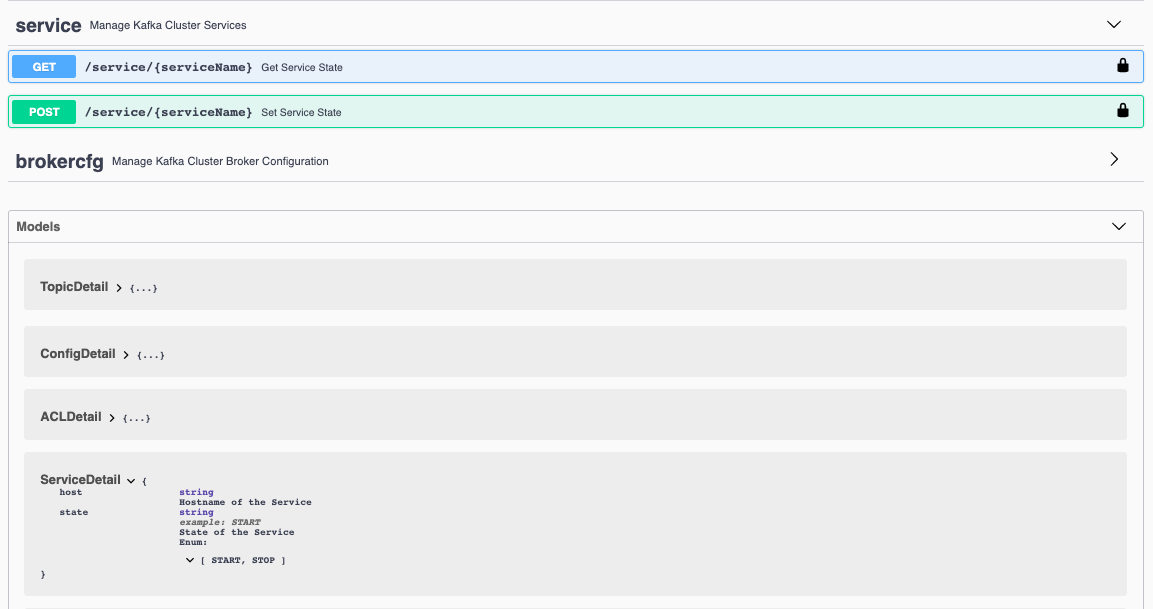 service Manage Kafka Cluster Services
GET /service/{serviceName} Get Service State
POST /service/{serviceName} Set Service State
brokercfg Manage Kafka Cluster Broker Configuration
Models
TopicDetail {...}
ConfigDetail {...}
ACLDetail {...}
ServiceDetail {
host string
Hostname of the Service
state string
example: START
State of the Service
Enum:
[ START, STOP ]
}